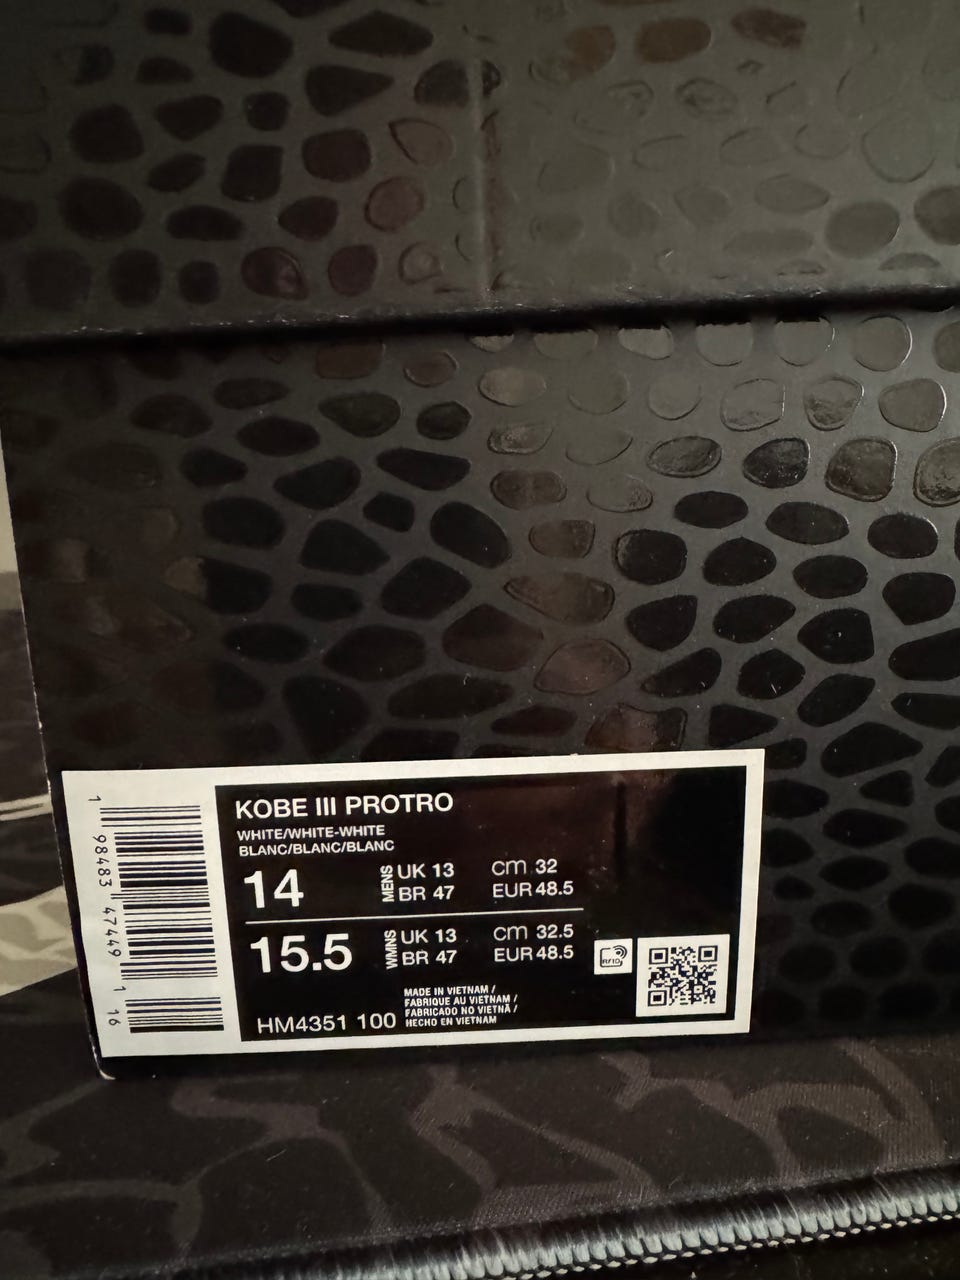 KOBE III PROTRO
WHITE/WHITE-WHITE
BLANC/BLANC/BLANC
14 MENS UK 13 cm 32
BR 47 EUR 48.5
15.5 WMNS UK 13 cm 32.5
BR 47 EUR 48.5
RFID
MADE IN VIETNAM /
FABRIQUE AU VIETNAM /
FABRICADO NO VIETNÃ /
HECHO EN VIETNAM
HM4351 100
1 98483 47449 1 16